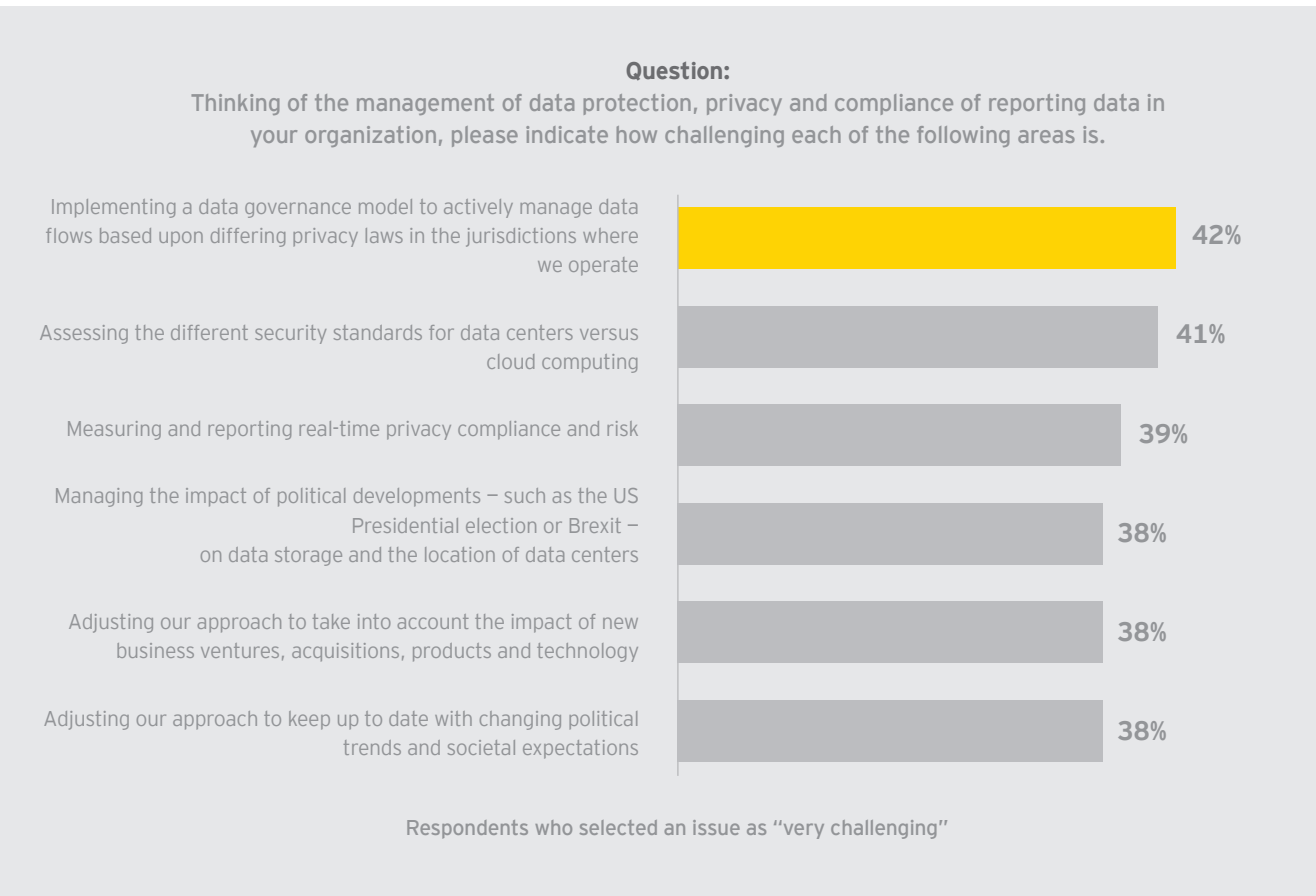 Question:
Thinking of the management of data protection, privacy and compliance of reporting data in
your organization, please indicate how challenging each of the following areas is.
Implementing a data governance model to actively manage data
flows based upon differing privacy laws in the jurisdictions where
we operate
42%
Assessing the different security standards for data centers versus
cloud computing
41%
Measuring and reporting real-time privacy compliance and risk
39%
Managing the impact of political developments – such as the US
Presidential election or Brexit –
on data storage and the location of data centers
38%
Adjusting our approach to take into account the impact of new
business ventures, acquisitions, products and technology
38%
Adjusting our approach to keep up to date with changing political
trends and societal expectations
38%
Respondents who selected an issue as “very challenging”